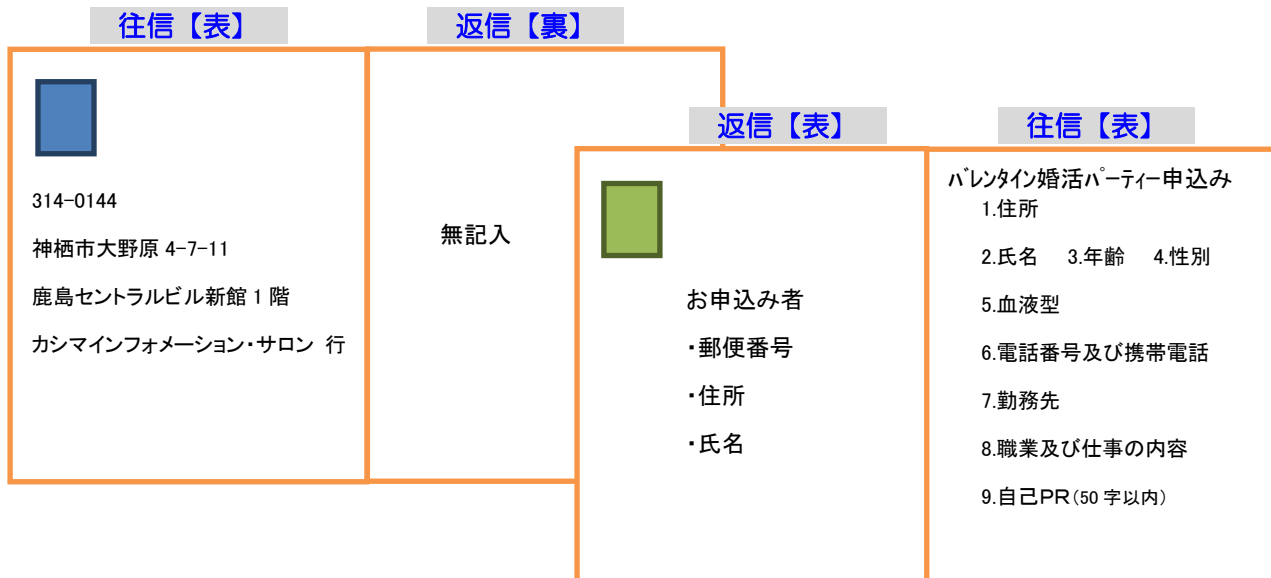 往信【表】
返信【裏】
314-0144
神栖市大野原 4-7-11
鹿島セントラルビル新館 1 階
カシマインフォメーション・サロン 行
無記入
返信【表】
往信【表】
お申込み者
・郵便番号
・住所
・氏名
バレンタイン婚活パーティー申込み
1.住所
2.氏名 3.年齢 4.性別
5.血液型
6.電話番号及び携帯電話
7.勤務先
8.職業及び仕事の内容
9.自己PR(50 字以内)